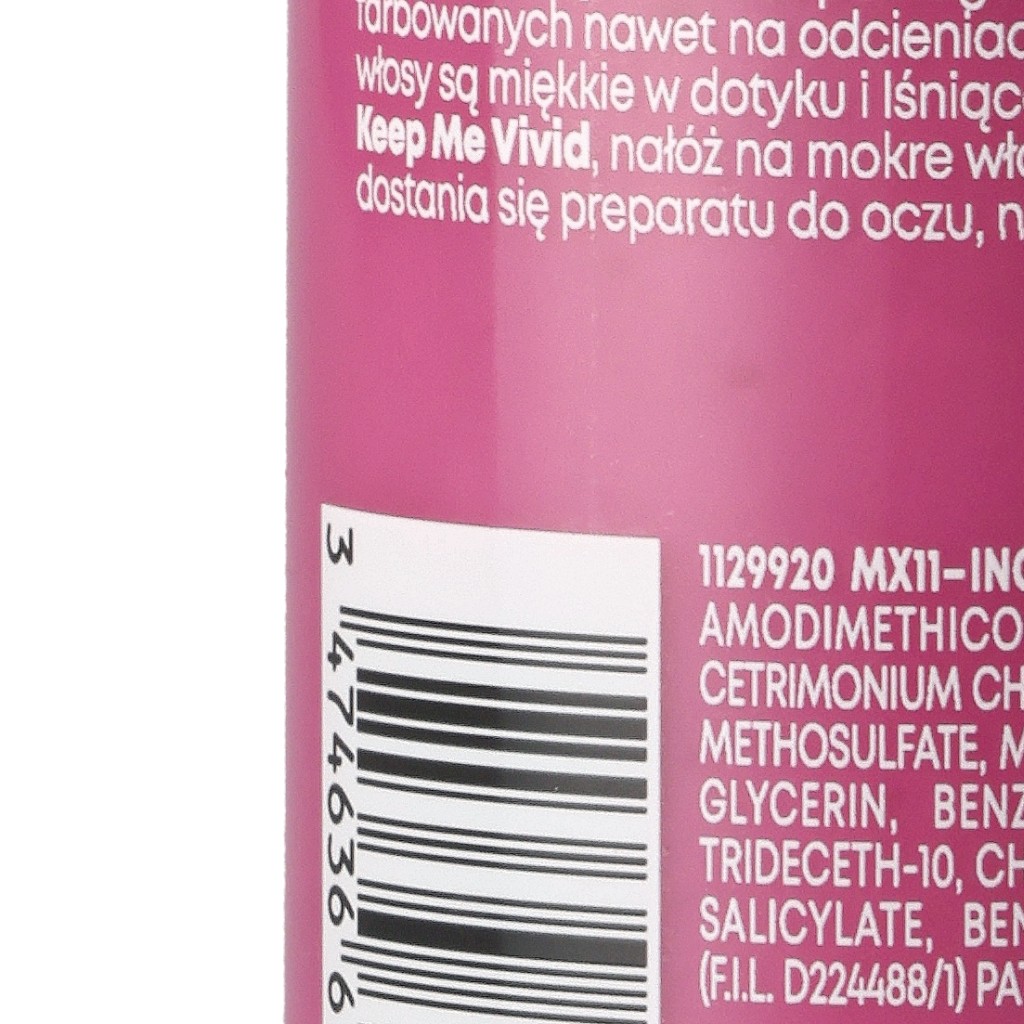 farbowanych nawet na odcieniac
włosy są miękkie w dotyku i lśniąc
Keep Me Vivid, nałóż na mokre wło
dostania się preparatu do oczu, n
3 474636 6
1129920 MX11-ING
AMODIMETHICO
CETRIMONIUM CH
METHOSULFATE, M
GLYCERIN, BENZ
TRIDECETH-10, CH
SALICYLATE, BEN
(F.I.L. D224488/1) PAT